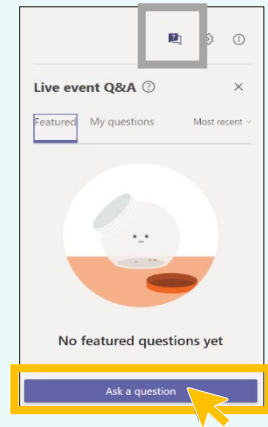 Live event Q&A
Featured My questions Most recent
No featured questions yet
Ask a question